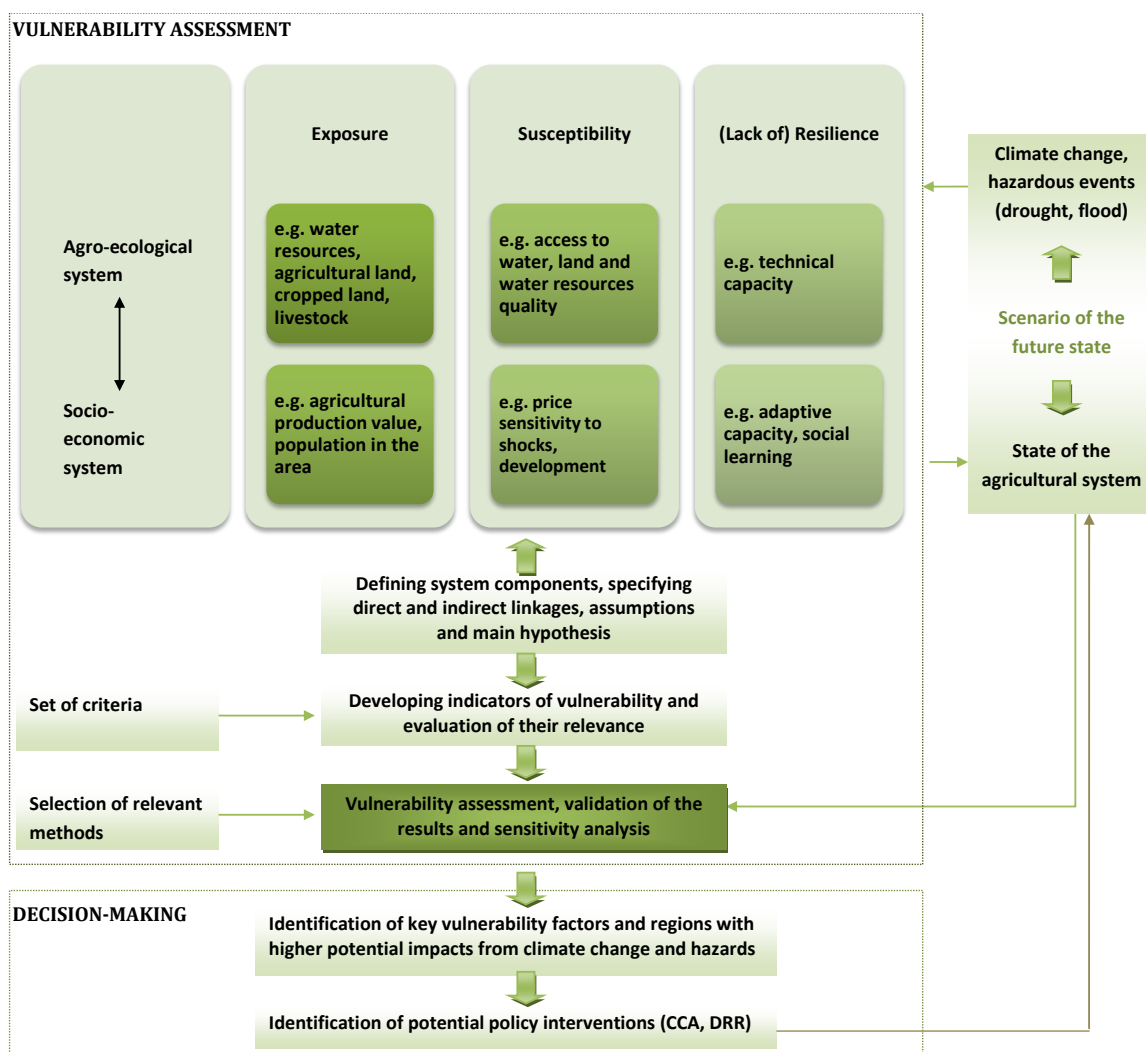 VULNERABILITY ASSESSMENT
Exposure
Susceptibility
(Lack of) Resilience
Agro-ecological
system
Socio-
economic
system
e.g. water
resources,
agricultural land,
cropped land,
livestock
e.g. access to
water, land and
water resources
quality
e.g. technical
capacity
e.g. agricultural
production value,
population in the
area
e.g. price
sensitivity to
shocks,
development
e.g. adaptive
capacity, social
learning
Climate change,
hazardous events
(drought, flood)
Scenario of the
future state
State of the
agricultural system
Defining system components, specifying
direct and indirect linkages, assumptions
and main hypothesis
Set of criteria
Developing indicators of vulnerability and
evaluation of their relevance
Selection of relevant
methods
Vulnerability assessment, validation of the
results and sensitivity analysis
DECISION-MAKING
Identification of key vulnerability factors and regions with
higher potential impacts from climate change and hazards
Identification of potential policy interventions (CCA, DRR)